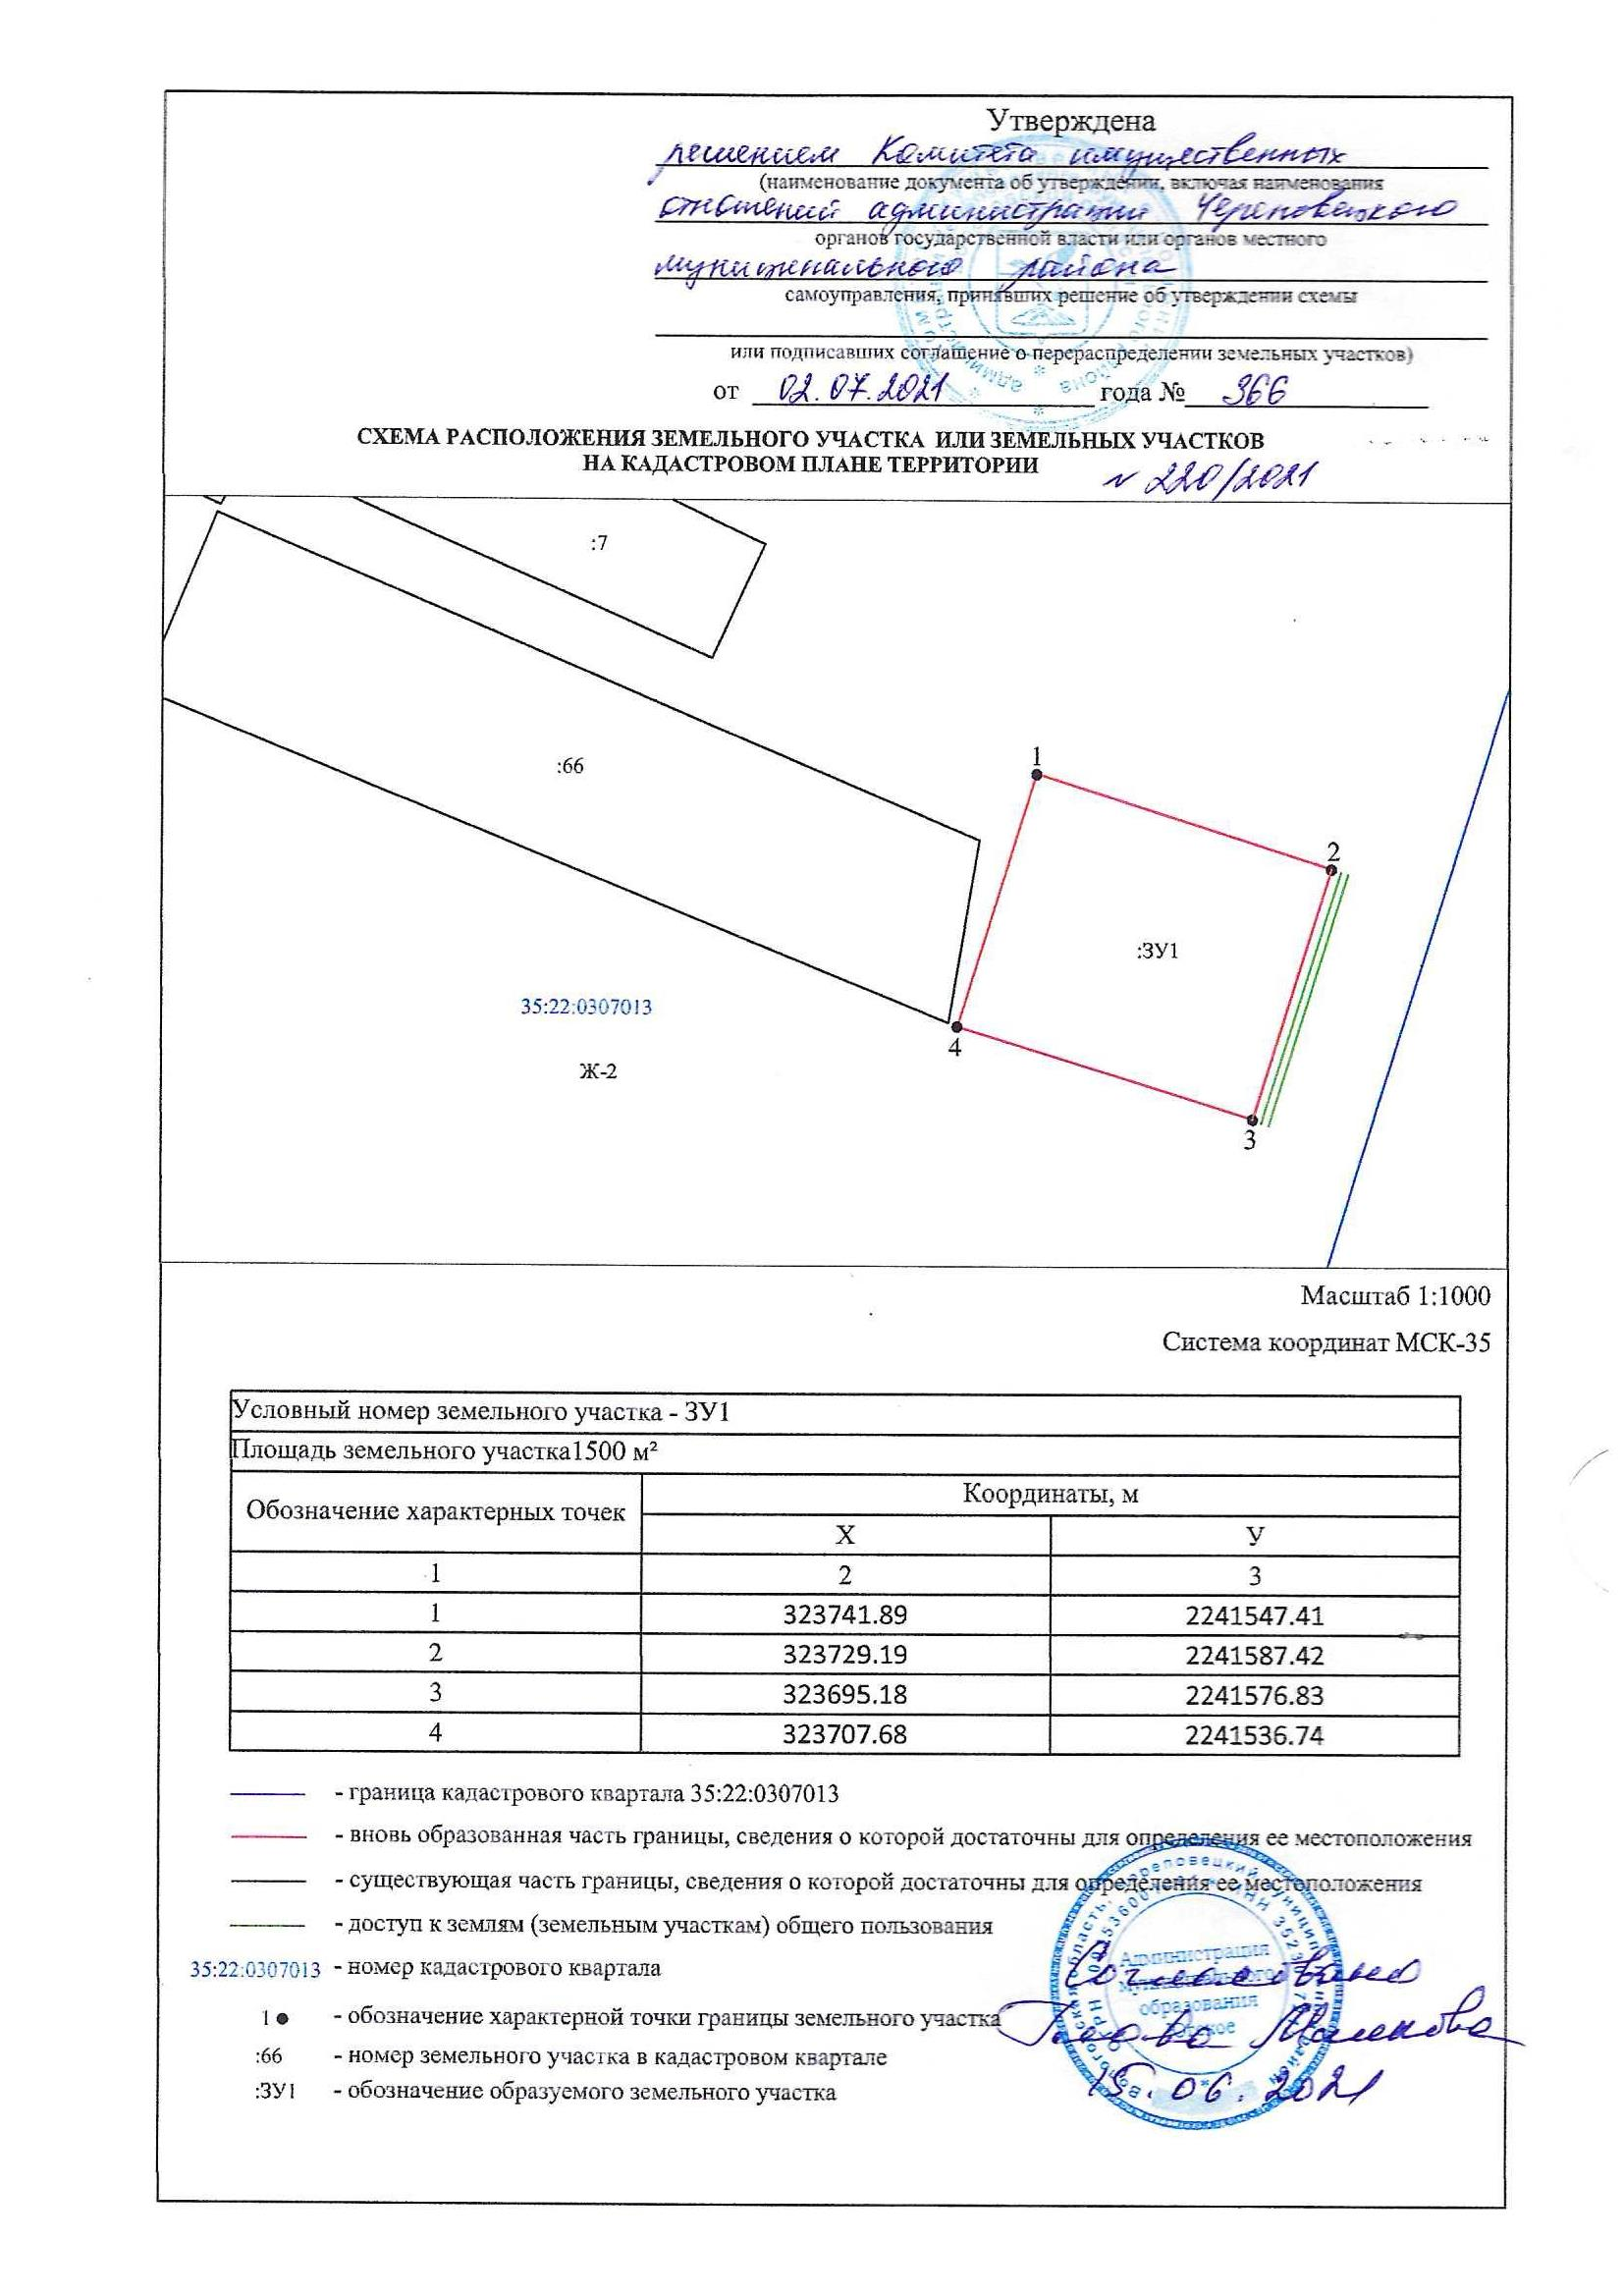 Утверждена
решением Комитета имущественных
(наименование документа об утверждении, включая наименования
отношений администрации Череповецкого
органов государственной власти или органов местного
муниципального района
самоуправления, принявших решение об утверждении схемы
или подписавших соглашение о перераспределении земельных участков)
от 02.07.2021 года № 366
СХЕМА РАСПОЛОЖЕНИЯ ЗЕМЕЛЬНОГО УЧАСТКА ИЛИ ЗЕМЕЛЬНЫХ УЧАСТКОВ
НА КАДАСТРОВОМ ПЛАНЕ ТЕРРИТОРИИ
220/2021
:7
:66
1
2
:ЗУ1
35:22:0307013
4
Ж-2
3
Масштаб 1:1000
Система координат МСК-35
Условный номер земельного участка - ЗУ1
Площадь земельного участка1500 м²
Обозначение характерных точек Координаты, м
Х У
1 2 3
1 323741.89 2241547.41
2 323729.19 2241587.42
3 323695.18 2241576.83
4 323707.68 2241536.74
- граница кадастрового квартала 35:22:0307013
- вновь образованная часть границы, сведения о которой достаточны для определения ее местоположения
- существующая часть границы, сведения о которой достаточны для определения ее местоположения
- доступ к землям (земельным участкам) общего пользования
35:22:0307013 - номер кадастрового квартала
1 - обозначение характерной точки границы земельного участка
:66 - номер земельного участка в кадастровом квартале
:ЗУ1 - обозначение образуемого земельного участка
Администрация
муниципального
образования
Согласовано
Глава
15.06.2021